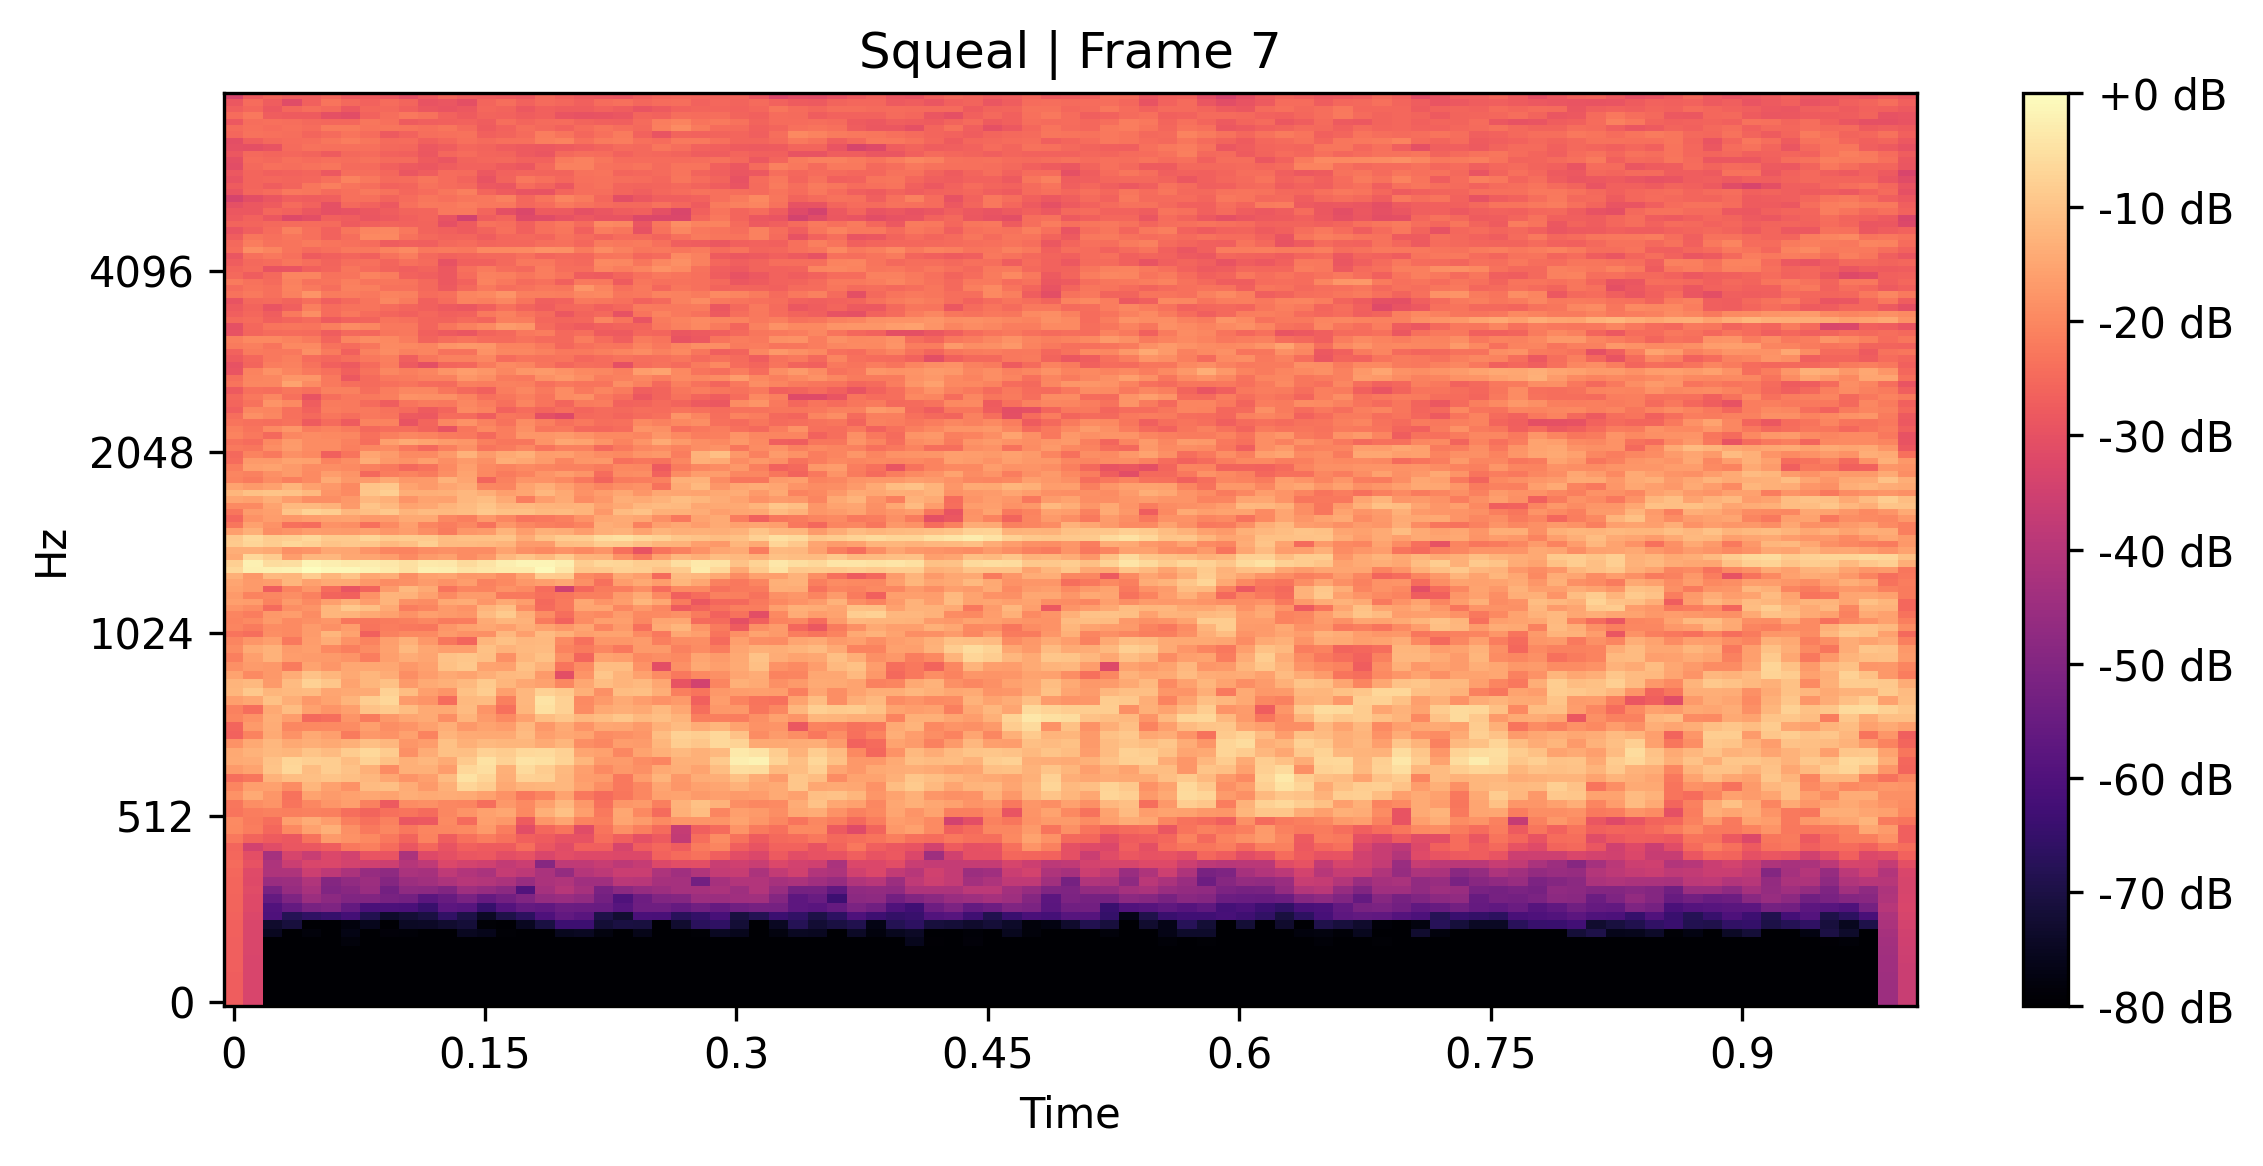 Squeal | Frame 7
+0 dB
-10 dB
-20 dB
-30 dB
-40 dB
-50 dB
-60 dB
-70 dB
-80 dB
Hz
4096
2048
1024
512
0
0 0.15 0.3 0.45 0.6 0.75 0.9
Time